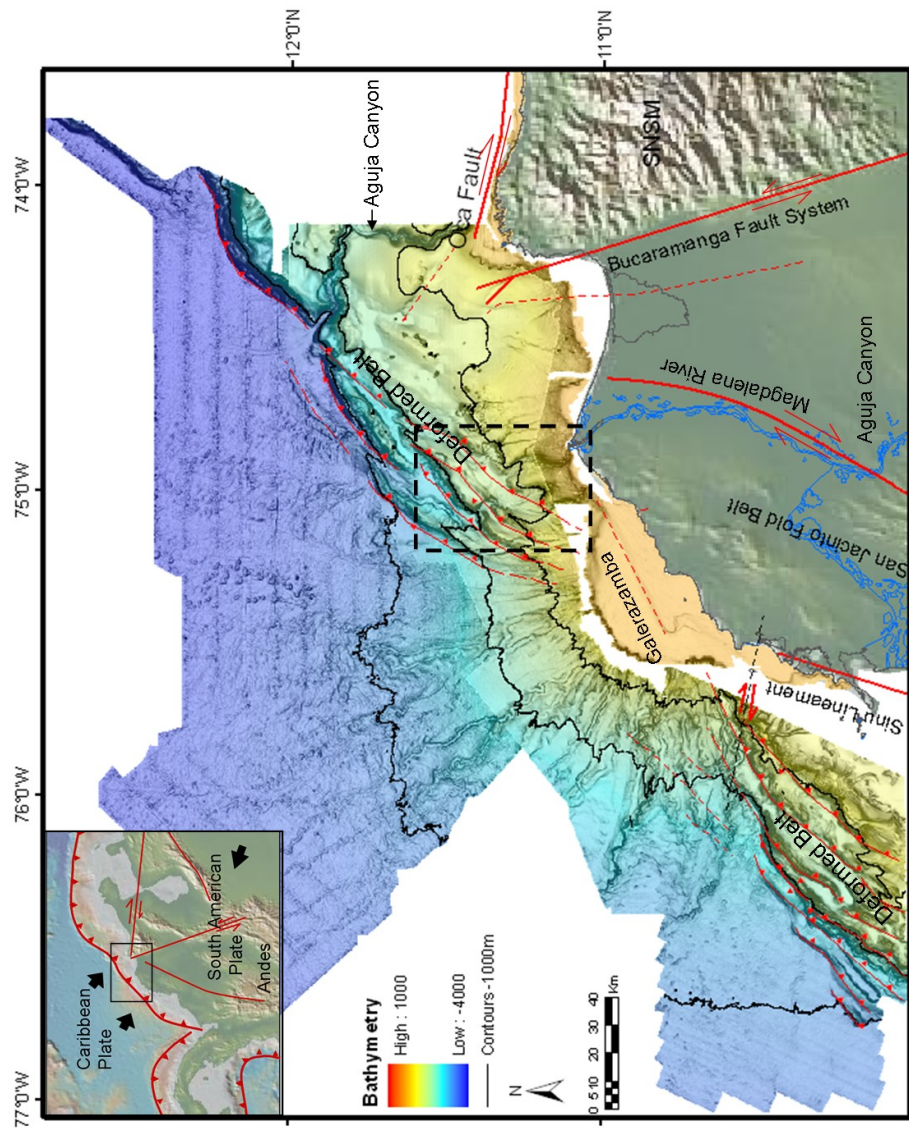 74°0'W
75°0'W
76°0'W
77°0'W
12°0'N
11°0'N
Aguja Canyon
ca Fault
SNSM
Bucaramanga Fault System
Deformed Belt
Magdalena River
Aguja Canyon
San Jacinto Fold Belt
Galerazamba
Sinu Lineament
Deformed Belt
Caribbean
Plate
South American
Plate
Andes
Bathymetry
High : 1000
Low : -4000
Contours-1000m
N
0 5 10 20 30 40
Km